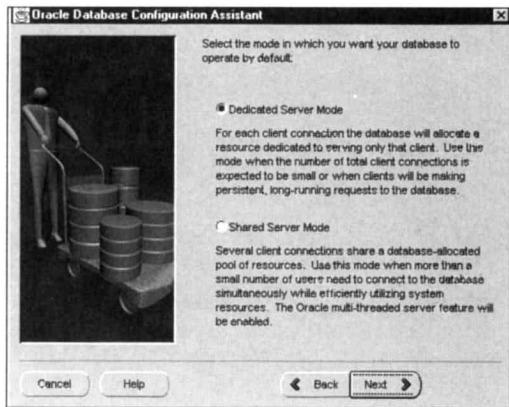 Oracle Database Configuration Assistant
Select the mode in which you want your database to
operate by default:
Dedicated Server Mode
For each client connection the database will allocate a
resource dedicated to serving only that client. Use this
mode when the number of total client connections is
expected to be small or when clients will be making
persistent, long-running requests to the database.
Shared Server Mode
Several client connections share a database-allocated
pool of resources. Use this mode when more than a
small number of users need to connect to the database
simultaneously while efficiently utilizing system
resources. The Oracle multi-threaded server feature will
be enabled.
Cancel
Help
Back
Next